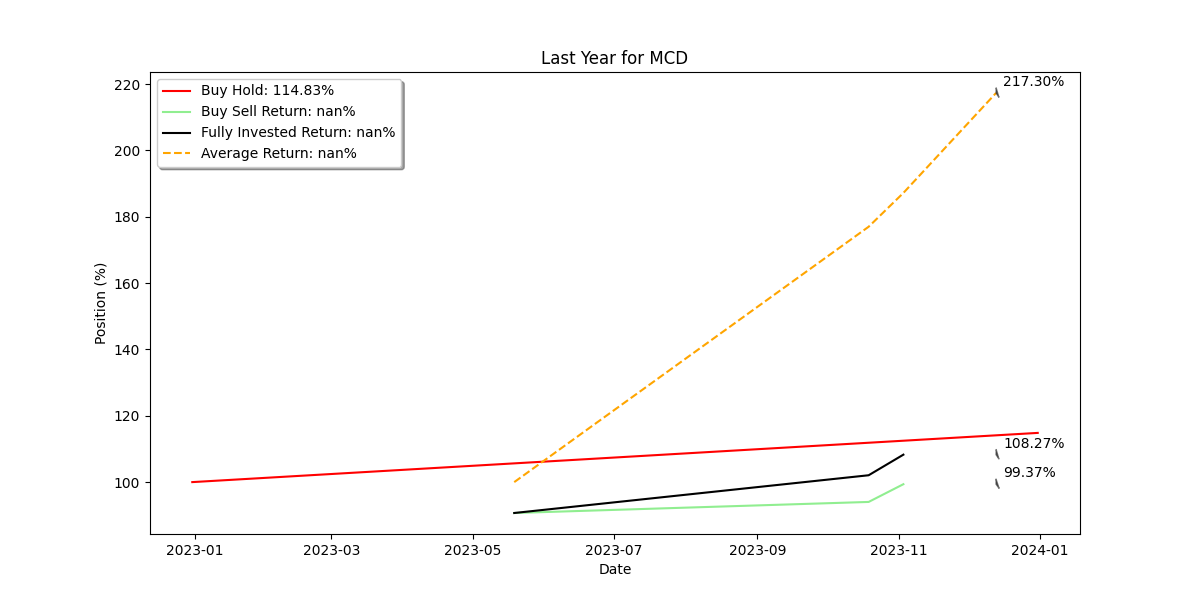 Last Year for MCD
Buy Hold: 114.83%
Buy Sell Return: nan%
Fully Invested Return: nan%
Average Return: nan%
217.30%
108.27%
99.37%
220
200
180
160
140
120
100
Position (%)
2023-01 2023-03 2023-05 2023-07 2023-09 2023-11 2024-01
Date